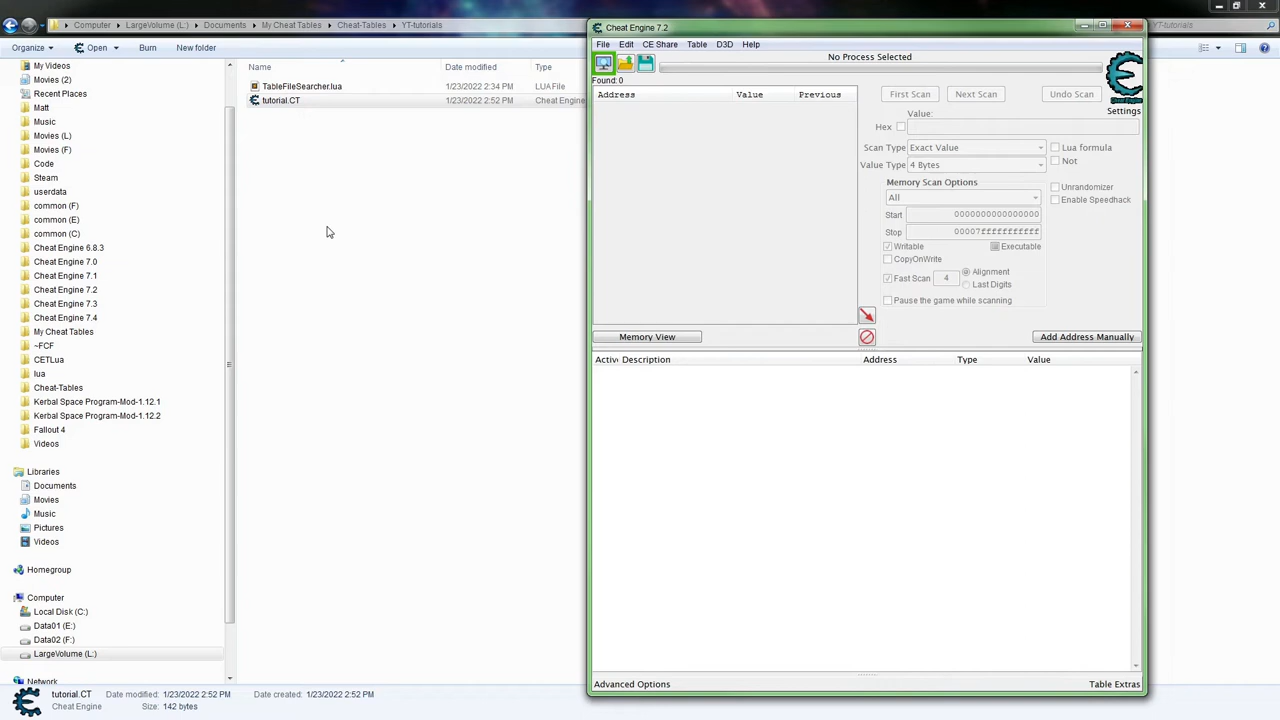 Computer ▸ LargeVolume (L:) ▸ Documents ▸ My Cheat Tables ▸ Cheat-Tables ▸ YT-tutorials
YT-tutorials
Organize Open Burn New folder
Name Date modified Type
TableFileSearcher.lua 1/23/2022 2:34 PM LUA File
tutorial.CT 1/23/2022 2:52 PM Cheat Engine
My Videos
Movies (2)
Recent Places
Matt
Music
Movies (L)
Movies (F)
Code
Steam
userdata
common (F)
common (E)
common (C)
Cheat Engine 6.8.3
Cheat Engine 7.0
Cheat Engine 7.1
Cheat Engine 7.2
Cheat Engine 7.3
Cheat Engine 7.4
My Cheat Tables
~FCF
CETLua
lua
Cheat-Tables
Kerbal Space Program-Mod-1.12.1
Kerbal Space Program-Mod-1.12.2
Fallout 4
Videos
Libraries
Documents
Movies
Music
Pictures
Videos
Homegroup
Computer
Local Disk (C:)
Data01 (E:)
Data02 (F:)
LargeVolume (L:)
Network
tutorial.CT Date modified: 1/23/2022 2:52 PM Date created: 1/23/2022 2:52 PM
Cheat Engine Size: 142 bytes
Cheat Engine 7.2
File Edit CE Share Table D3D Help
No Process Selected
Found: 0
Address Value Previous
First Scan Next Scan Undo Scan
Cheat Engine
Settings
Value:
Hex
Scan Type Exact Value Lua formula
Value Type 4 Bytes Not
Memory Scan Options
All
Unrandomizer
Enable Speedhack
Start 0000000000000000
Stop 00007fffffffffff
Writable Executable
CopyOnWrite
Fast Scan 4 Alignment
Last Digits
Pause the game while scanning
Memory View Add Address Manually
Active Description Address Type Value
Advanced Options Table Extras